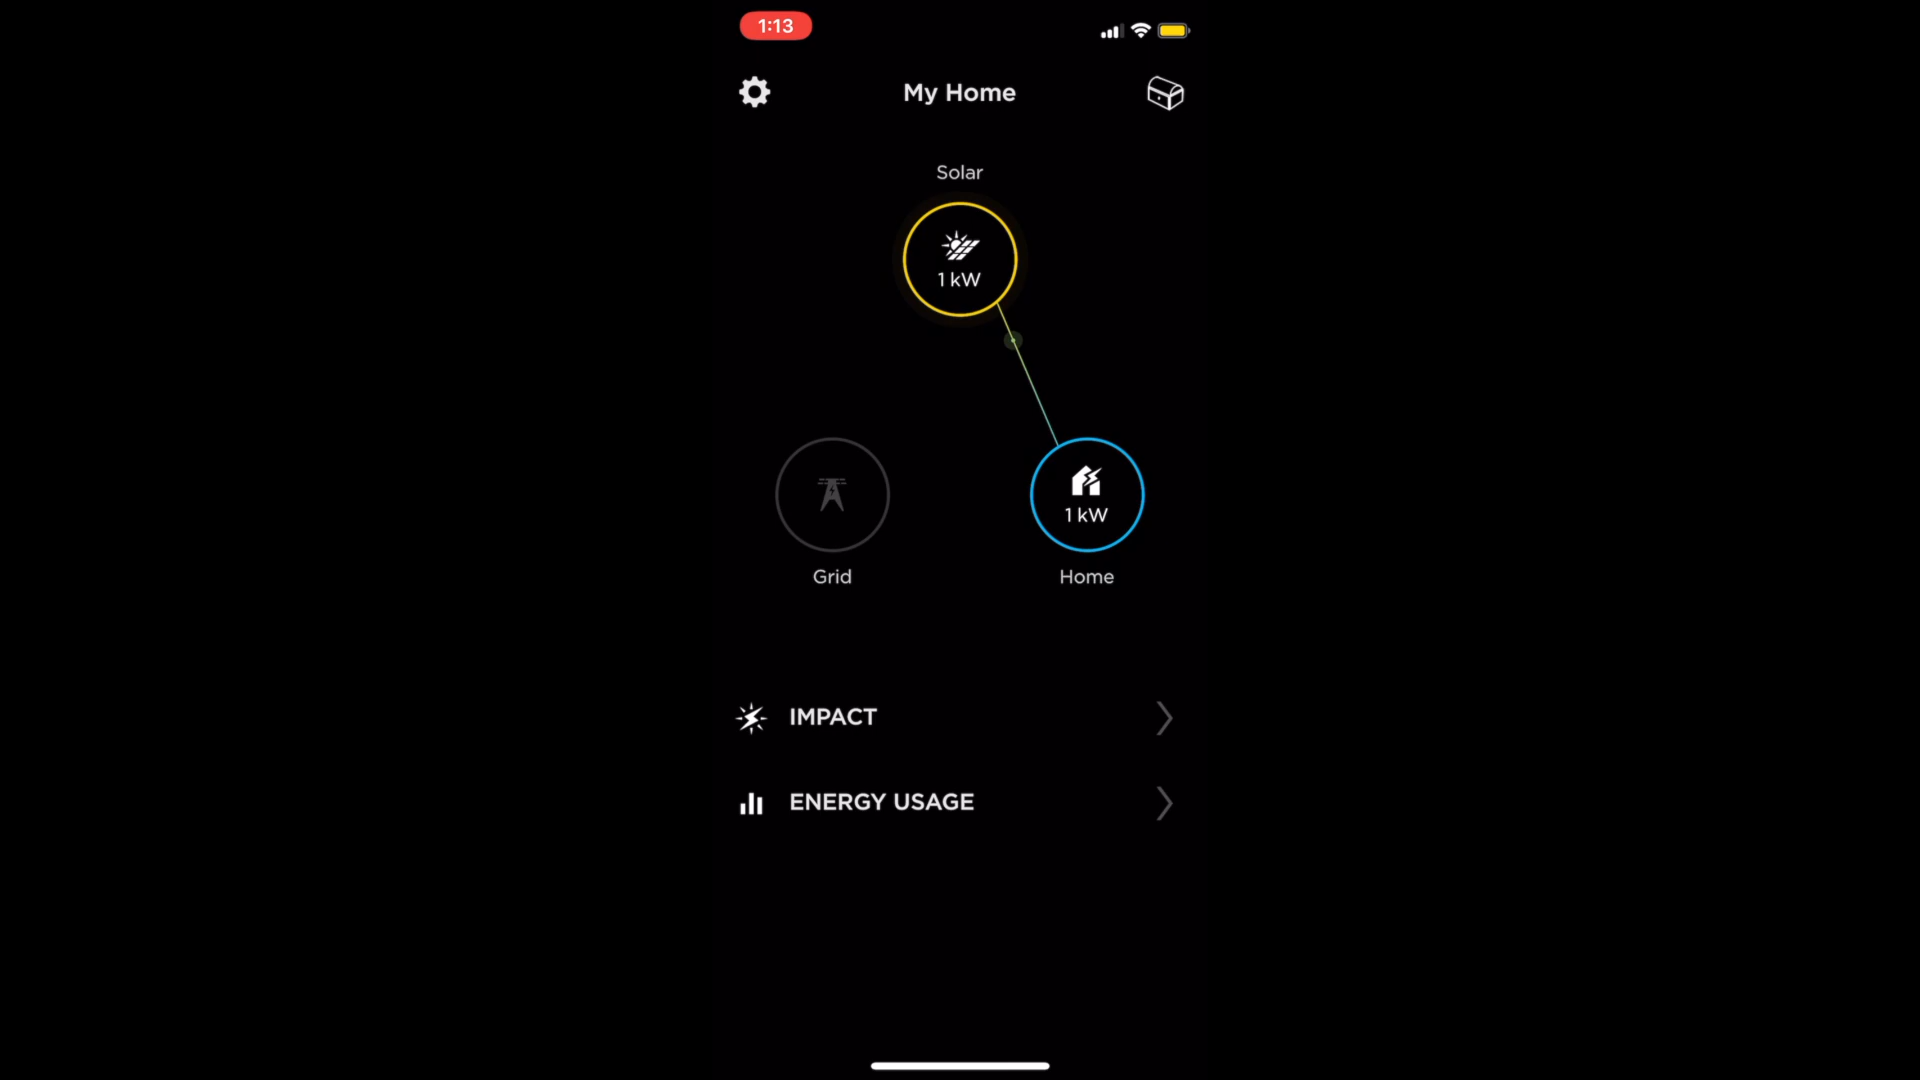 1:13
My Home
Solar
1 kW
1 kW
Grid
Home
IMPACT
ENERGY USAGE